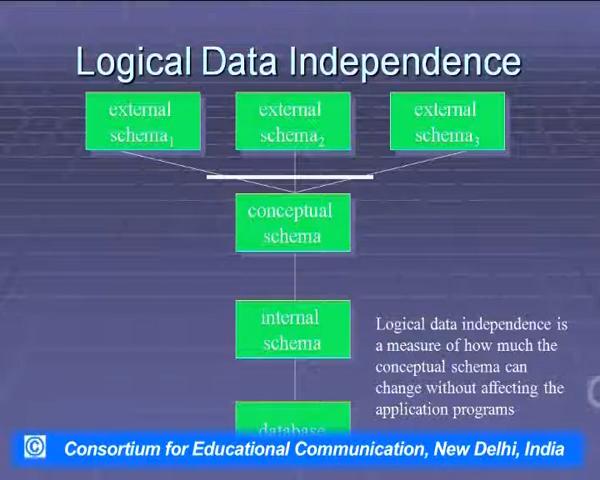 Logical Data Independence
external
schema1
external
schema2
external
schema3
conceptual
schema
internal
schema
Logical data independence is
a measure of how much the
conceptual schema can
change without affecting the
application programs
database
© Consortium for Educational Communication, New Delhi, India